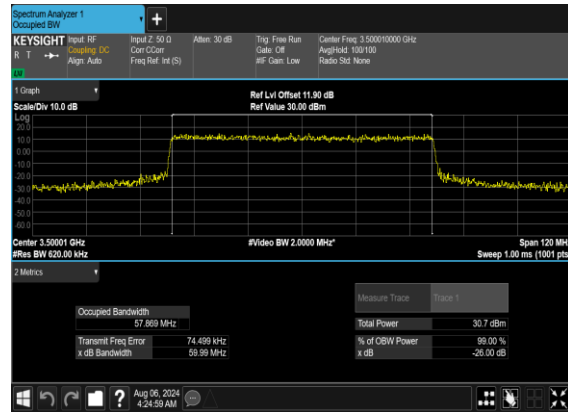 Spectrum Analyzer 1
Occupied BW
+
KEYSIGHT Input: RF Input Z: 50 Ω Atten: 30 dB Trig: Free Run Center Freq: 3.500010000 GHz
R T Coupling: DC Corr CCorr Gate: Off Avg|Hold: 100/100
Align: Auto Freq Ref: Int (S) #IF Gain: Low Radio Std: None
LM
1 Graph
Ref Lvl Offset 11.90 dB
Scale/Div 10.0 dB Ref Value 30.00 dBm
Log
20.0
10.0
0.00
-10.0
-20.0
-30.0
-40.0
-50.0
-60.0
Center 3.50001 GHz #Video BW 2.0000 MHz* Span 120 MH
#Res BW 620.00 kHz Sweep 1.00 ms (1001 pts
2 Metrics
Measure Trace Trace 1
Occupied Bandwidth
57.869 MHz Total Power 30.7 dBm
Transmit Freq Error 74.499 kHz % of OBW Power 99.00 %
x dB Bandwidth 59.99 MHz x dB -26.00 dB
? Aug 06, 2024
4:24:59 AM